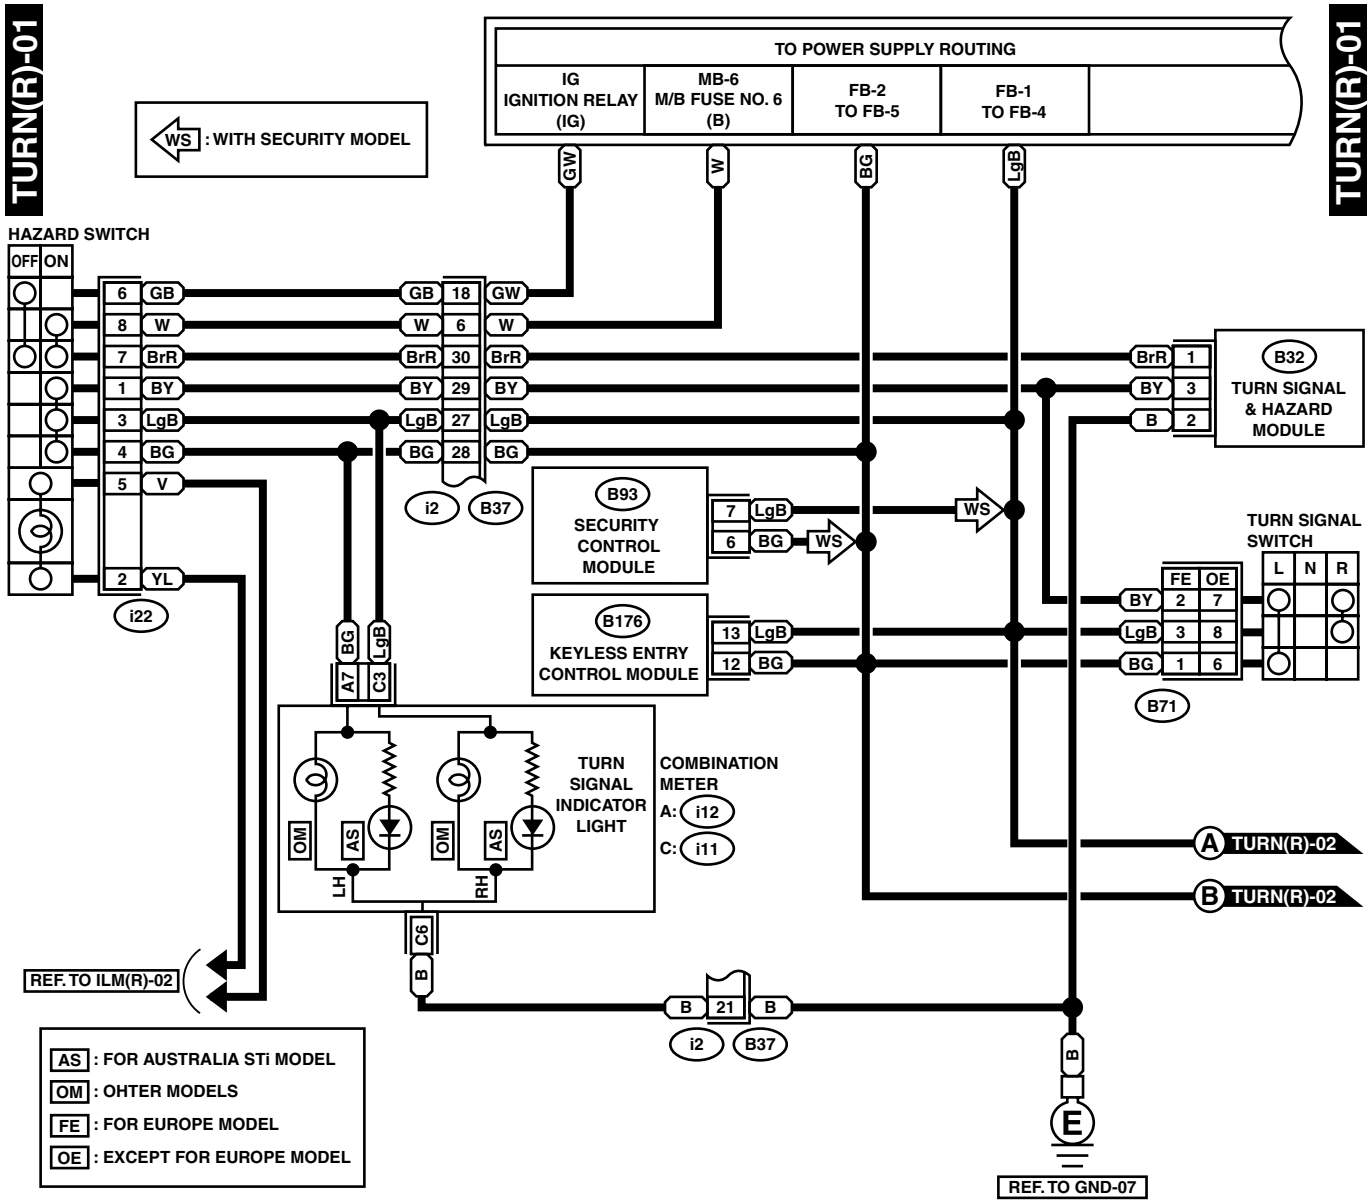 TURN(R)-01
TURN(R)-01
TO POWER SUPPLY ROUTING
IG
IGNITION RELAY
(IG)
MB-6
M/B FUSE NO. 6
(B)
FB-2
TO FB-5
FB-1
TO FB-4
WS : WITH SECURITY MODEL
GW
W
BG
LgB
HAZARD SWITCH
OFF ON
6 GB GB 18 GW
8 W W 6 W
7 BrR BrR 30 BrR BrR 1
1 BY BY 29 BY BY 3
3 LgB LgB 27 LgB B 2
4 BG BG 28 BG
5 V
2 YL
i22
i2 B37
B32
TURN SIGNAL
& HAZARD
MODULE
B93
SECURITY
CONTROL
MODULE
7 LgB WS
6 BG WS
B176
KEYLESS ENTRY
CONTROL MODULE
13 LgB
12 BG
TURN SIGNAL
SWITCH
L N R
FE OE
BY 2 7
LgB 3 8
BG 1 6
B71
BG LgB
A7 C3
TURN
SIGNAL
INDICATOR
LIGHT
OM AS OM AS
LH RH
COMBINATION
METER
A: i12
C: i11
C6
B
A TURN(R)-02
B TURN(R)-02
REF. TO ILM(R)-02
B 21 B
i2 B37
B
E
REF. TO GND-07
AS : FOR AUSTRALIA STi MODEL
OM : OHTER MODELS
FE : FOR EUROPE MODEL
OE : EXCEPT FOR EUROPE MODEL